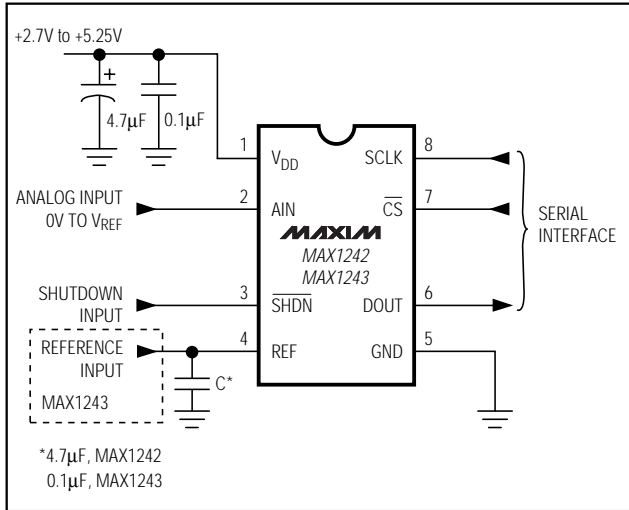 +2.7V to +5.25V
+
4.7µF
0.1µF
1
VDD
SCLK
8
ANALOG INPUT
0V TO VREF
2
AIN
CS
7
SERIAL
INTERFACE
MAXIM
MAX1242
MAX1243
SHUTDOWN
INPUT
3
SHDN
DOUT
6
REFERENCE
INPUT
4
REF
GND
5
C*
MAX1243
*4.7µF, MAX1242
0.1µF, MAX1243